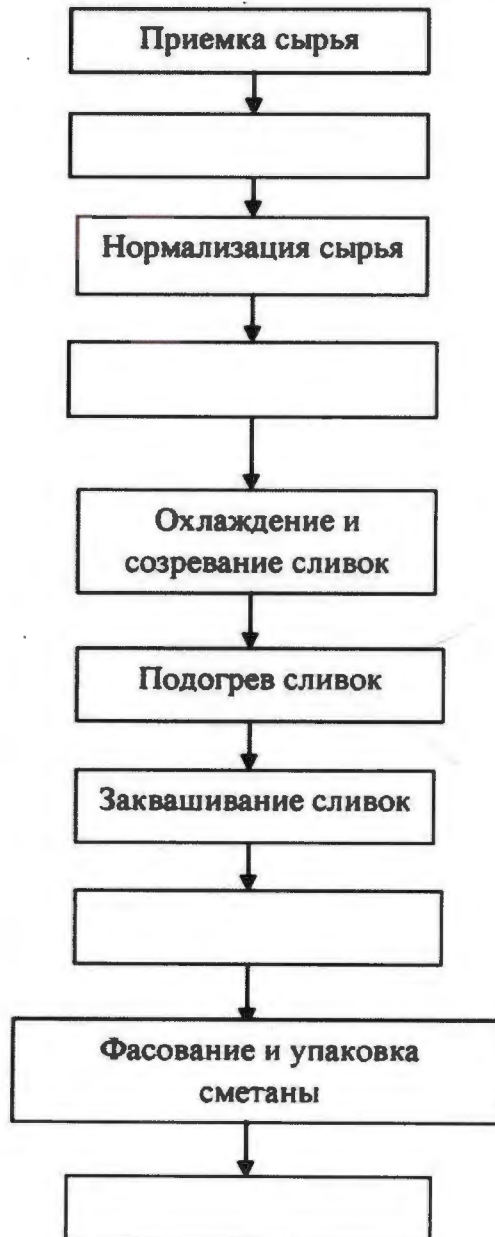 Приемка сырья
Нормализация сырья
Охлаждение и
созревание сливок
Подогрев сливок
Заквашивание сливок
Фасование и упаковка
сметаны